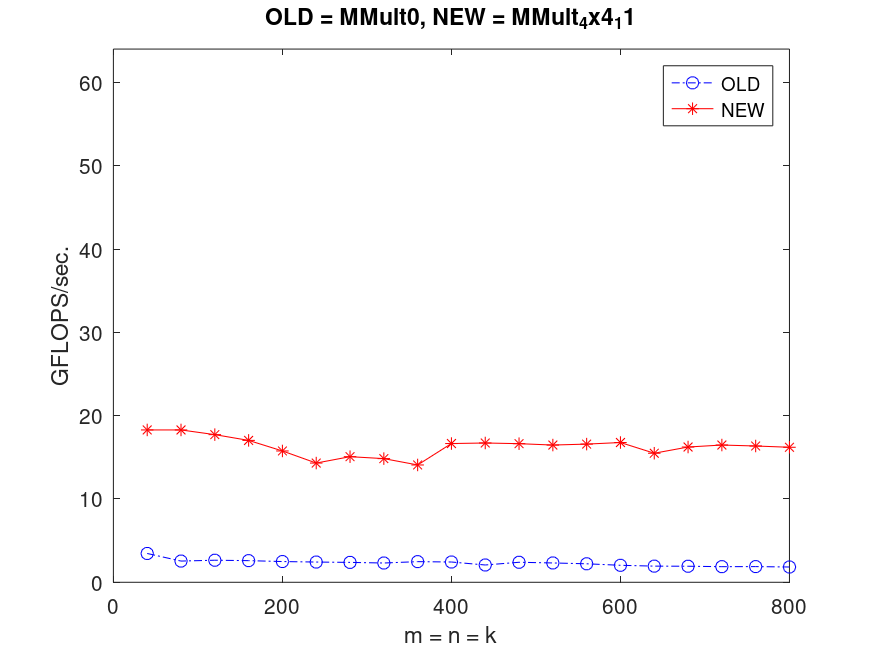 OLD = MMult0, NEW = MMult₄x4₁1
60
50
40
30
20
10
0
GFLOPS/sec.
OLD
NEW
0 200 400 600 800
m = n = k